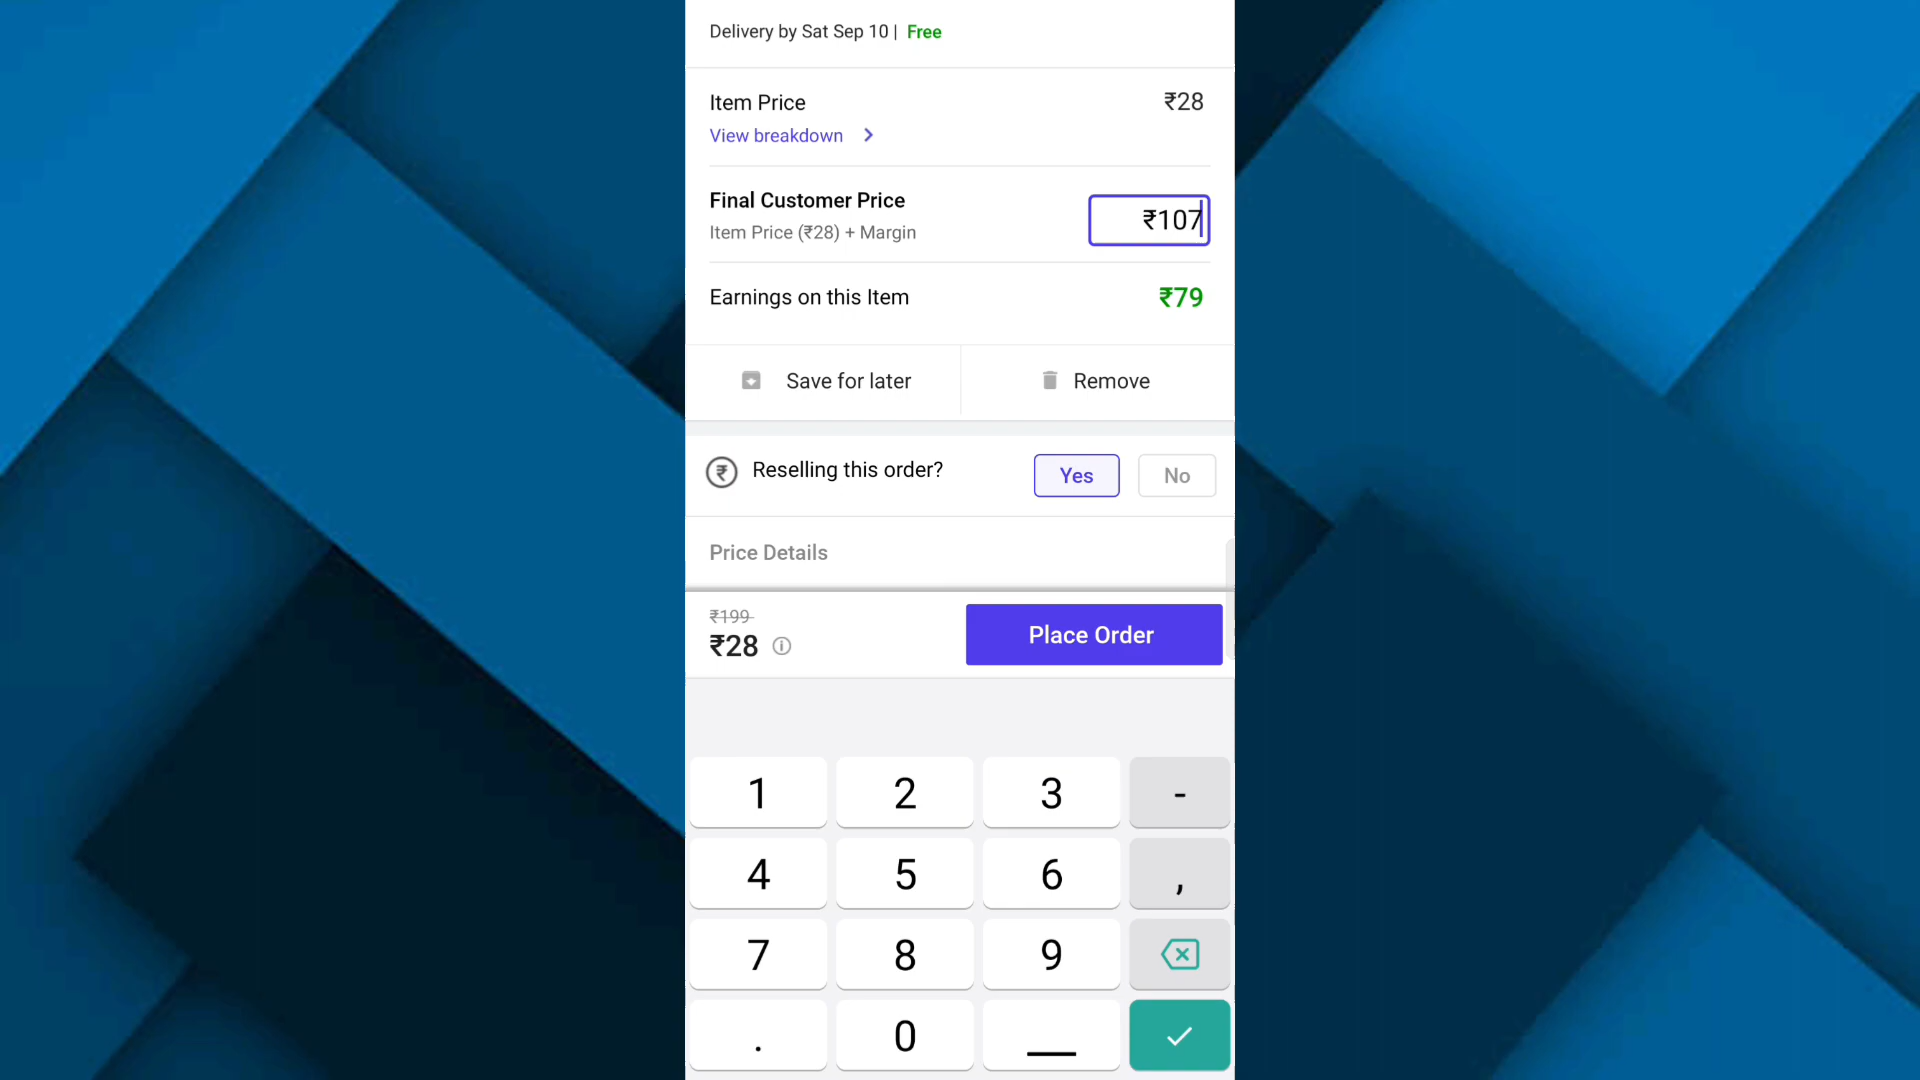 Delivery by Sat Sep 10 | Free
Item Price ₹28
View breakdown
Final Customer Price
₹107
Item Price (₹28) + Margin
Earnings on this Item ₹79
Save for later Remove
Reselling this order? Yes No
Price Details
₹199
₹28
Place Order
1 2 3 -
4 5 6 ,
7 8 9
. 0